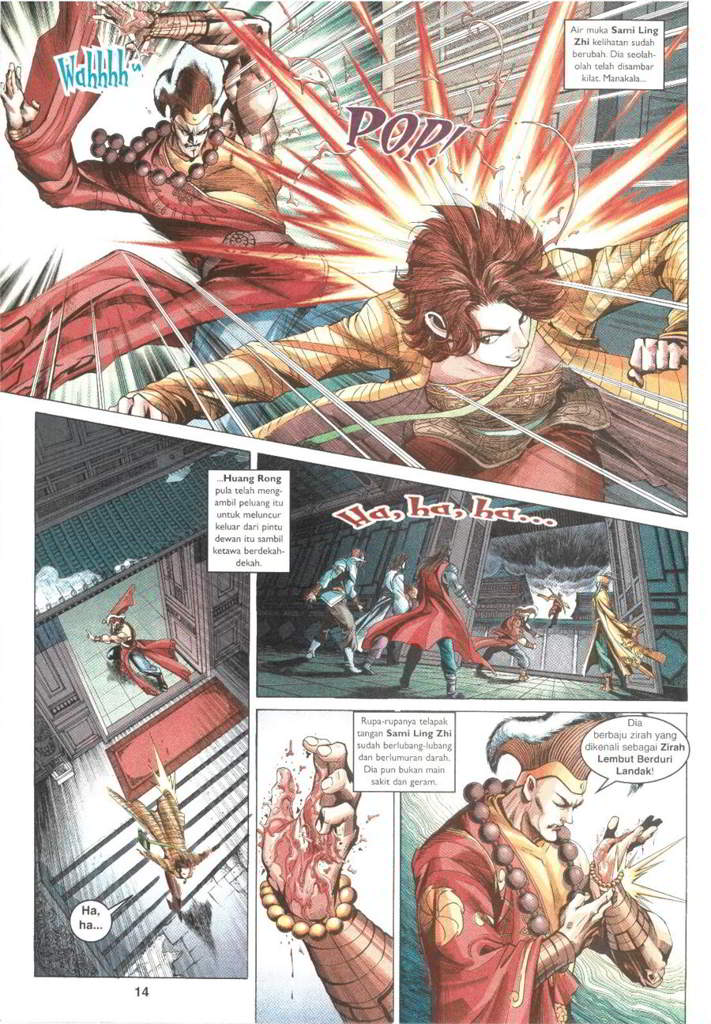 Air muka Sami Ling
Zhi kelihatan sudah
berubah. Dia seolah-
olah telah disambar
kilat. Manakala...
Wahhhh
POP!
...Huang Rong
pula telah meng-
ambil peluang itu
untuk meluncur
keluar dari pintu
dewan itu sambil
ketawa berdekah-
dekah.
Ha,
ha...
Ha, ha, ha...
Rupa-rupanya telapak
tangan Sami Ling Zhi
sudah berlubang-lubang
dan berlumuran darah.
Dia pun bukan main
sakit dan geram.
Dia
berbaju zirah yang
dikenali sebagai Zirah
Lembut Berduri
Landak!
14